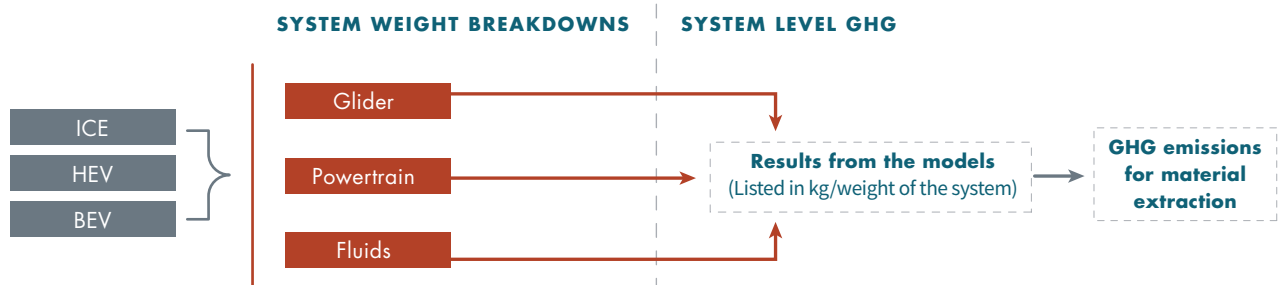 SYSTEM WEIGHT BREAKDOWNS
SYSTEM LEVEL GHG
ICE
HEV
BEV
Glider
Powertrain
Fluids
Results from the models
(Listed in kg/weight of the system)
GHG emissions
for material
extraction